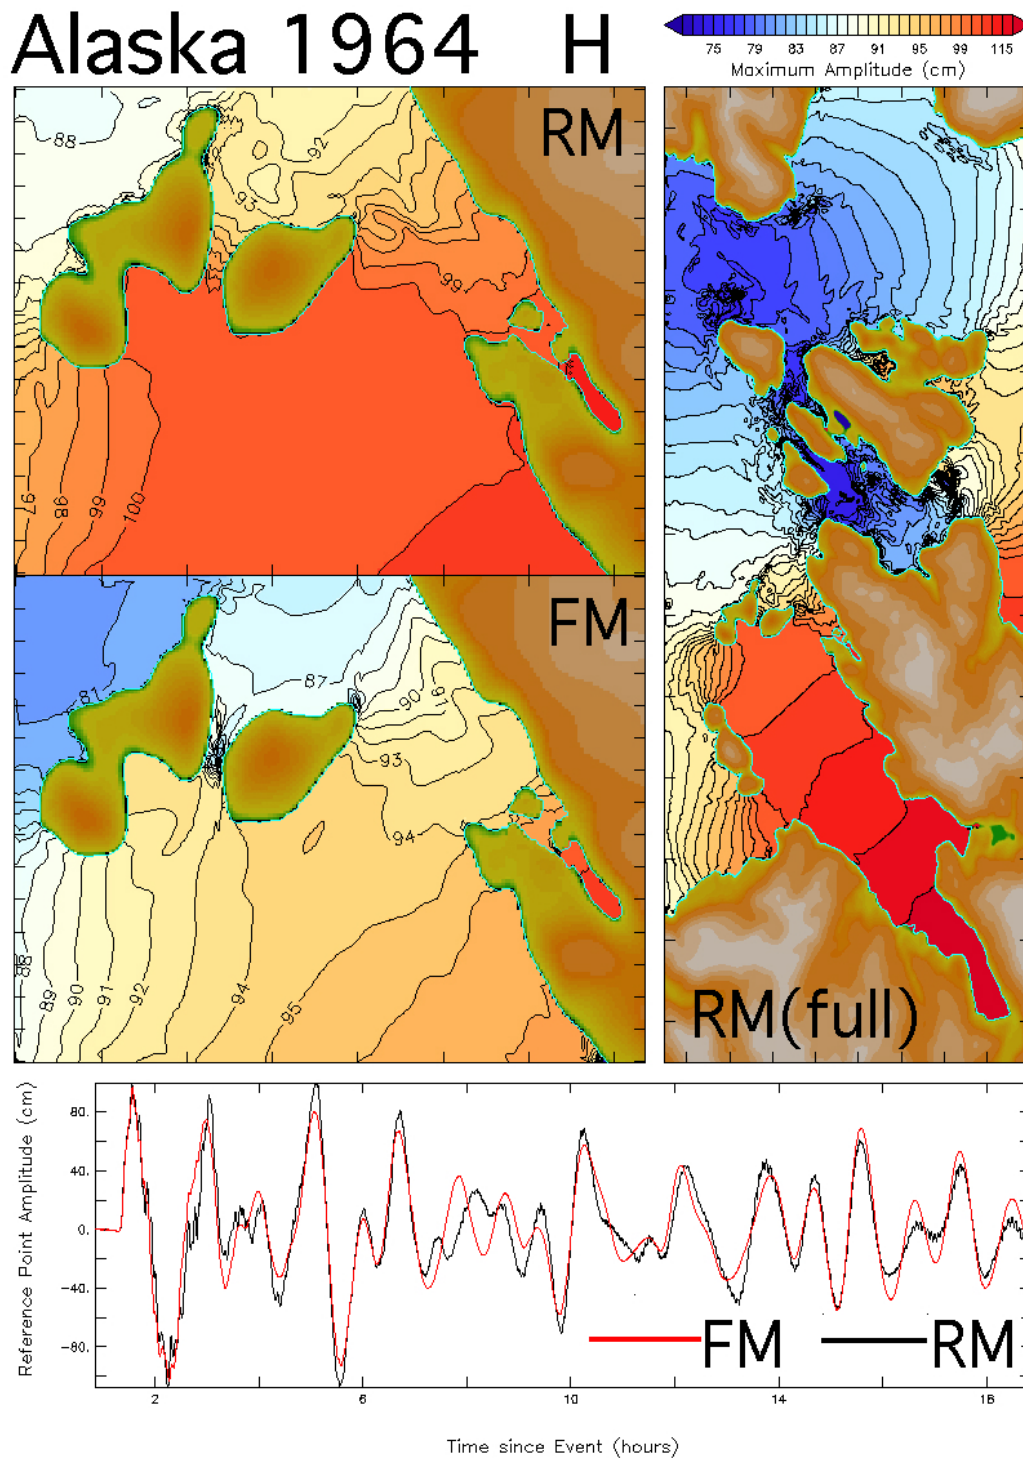 Alaska 1964 H
75 79 83 87 91 95 99 115
Maximum Amplitude (cm)
RM
88
92
93
99
97
98
99
100
FM
81
87
90
93
94
88
89
90
91
92
94
95
RM(full)
Reference Point Amplitude (cm)
80.
40.
0.
-40.
-80.
FM RM
2 6 10 14 18
Time since Event (hours)